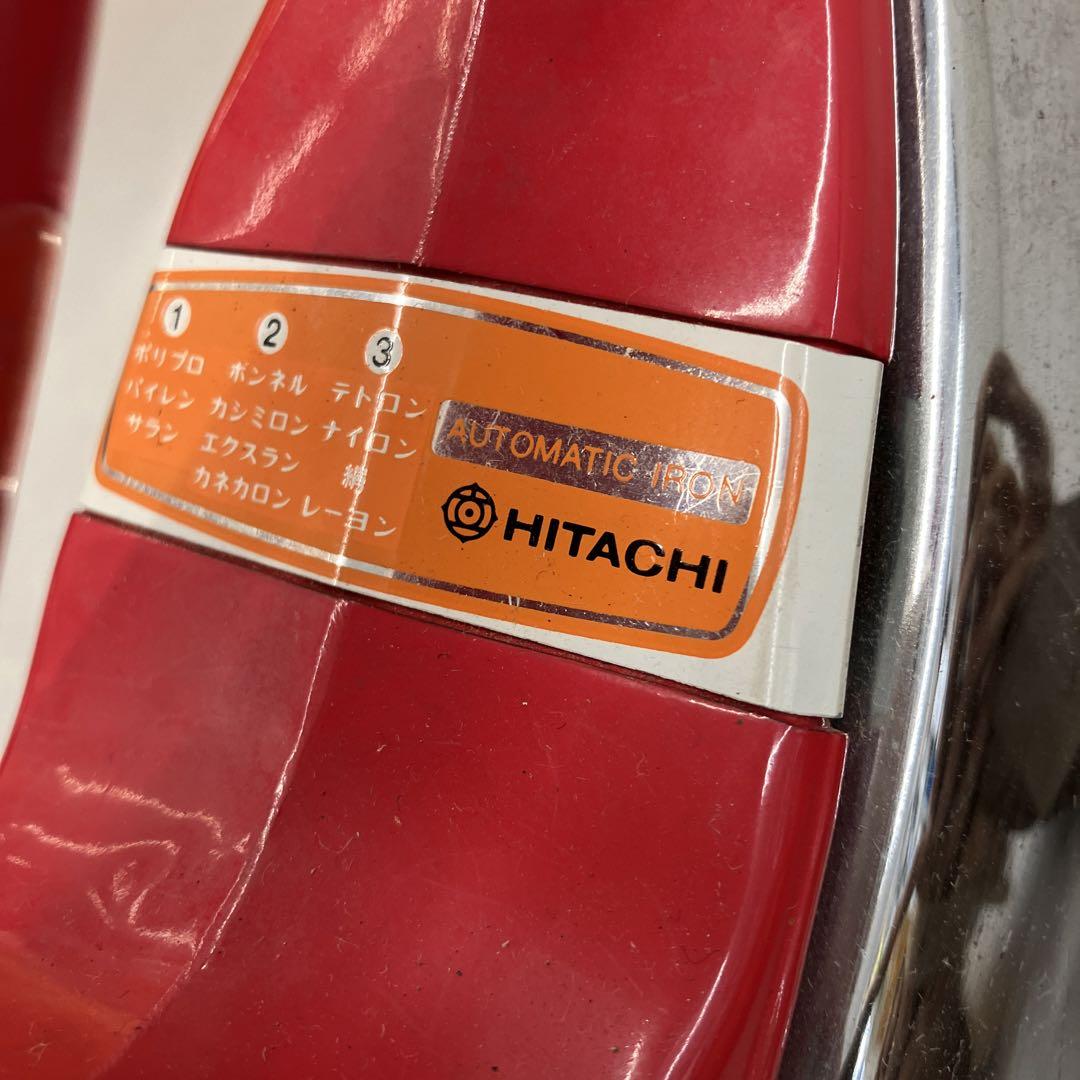 1 2 3
ポリプロ ボンネル テトロン
パイレン カシミロン ナイロン
サラン エクスラン 絹
カネカロン レーヨン
AUTOMATIC IRON
HITACHI